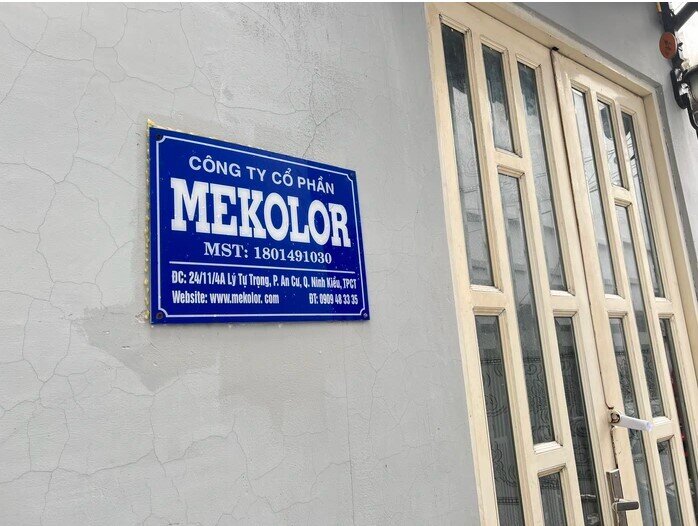 CÔNG TY CỔ PHẦN
MEKOLOR
MST: 1801491030
ĐC: 24/11/4A Lý Tự Trọng, P. An Cư, Q. Ninh Kiều, TPCT
Website: www.mekolor.com ĐT: 0909 48 33 35